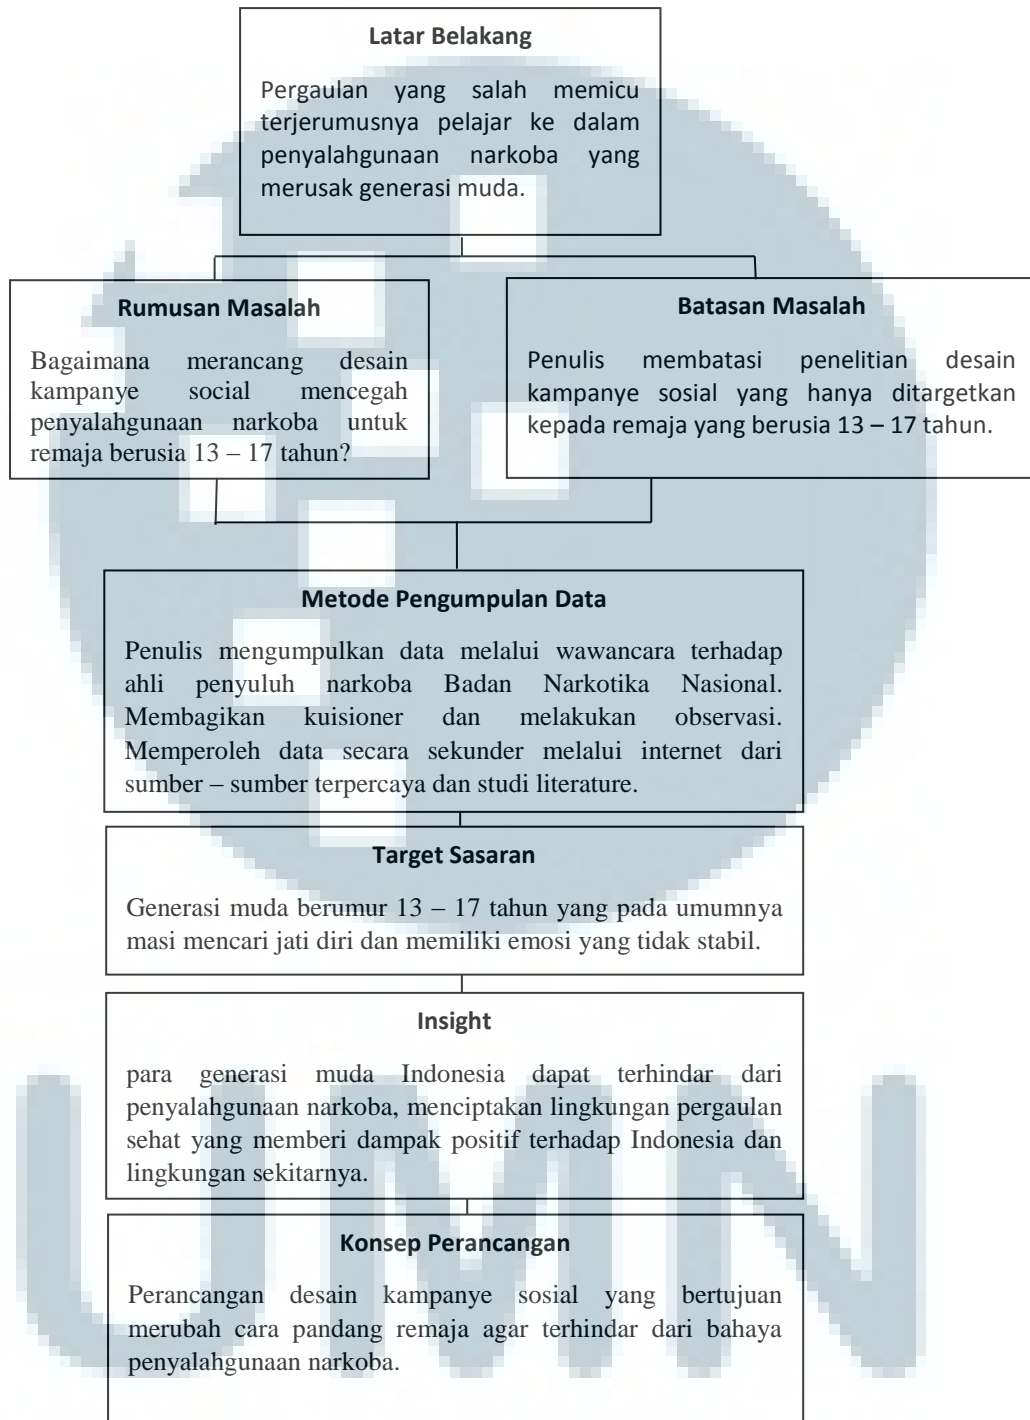 Latar Belakang
Pergaulan yang salah memicu
terjerumusnya pelajar ke dalam
penyalahgunaan narkoba yang
merusak generasi muda.
Rumusan Masalah
Bagaimana merancang desain
kampanye social mencegah
penyalahgunaan narkoba untuk
remaja berusia 13 – 17 tahun?
Batasan Masalah
Penulis membatasi penelitian desain
kampanye sosial yang hanya ditargetkan
kepada remaja yang berusia 13 – 17 tahun.
Metode Pengumpulan Data
Penulis mengumpulkan data melalui wawancara terhadap
ahli penyuluh narkoba Badan Narkotika Nasional.
Membagikan kuisioner dan melakukan observasi.
Memperoleh data secara sekunder melalui internet dari
sumber – sumber terpercaya dan studi literature.
Target Sasaran
Generasi muda berumur 13 – 17 tahun yang pada umumnya
masi mencari jati diri dan memiliki emosi yang tidak stabil.
Insight
para generasi muda Indonesia dapat terhindar dari
penyalahgunaan narkoba, menciptakan lingkungan pergaulan
sehat yang memberi dampak positif terhadap Indonesia dan
lingkungan sekitarnya.
Konsep Perancangan
Perancangan desain kampanye sosial yang bertujuan
merubah cara pandang remaja agar terhindar dari bahaya
penyalahgunaan narkoba.
UMN